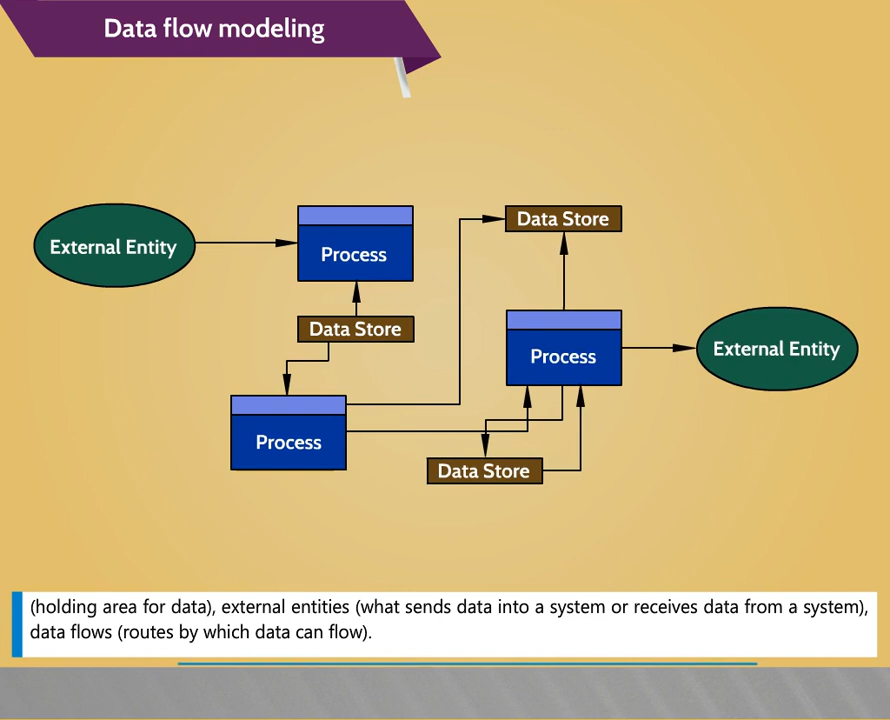 Data flow modeling
External Entity
Process
Data Store
Data Store
Process
External Entity
Process
Data Store
(holding area for data), external entities (what sends data into a system or receives data from a system),
data flows (routes by which data can flow).